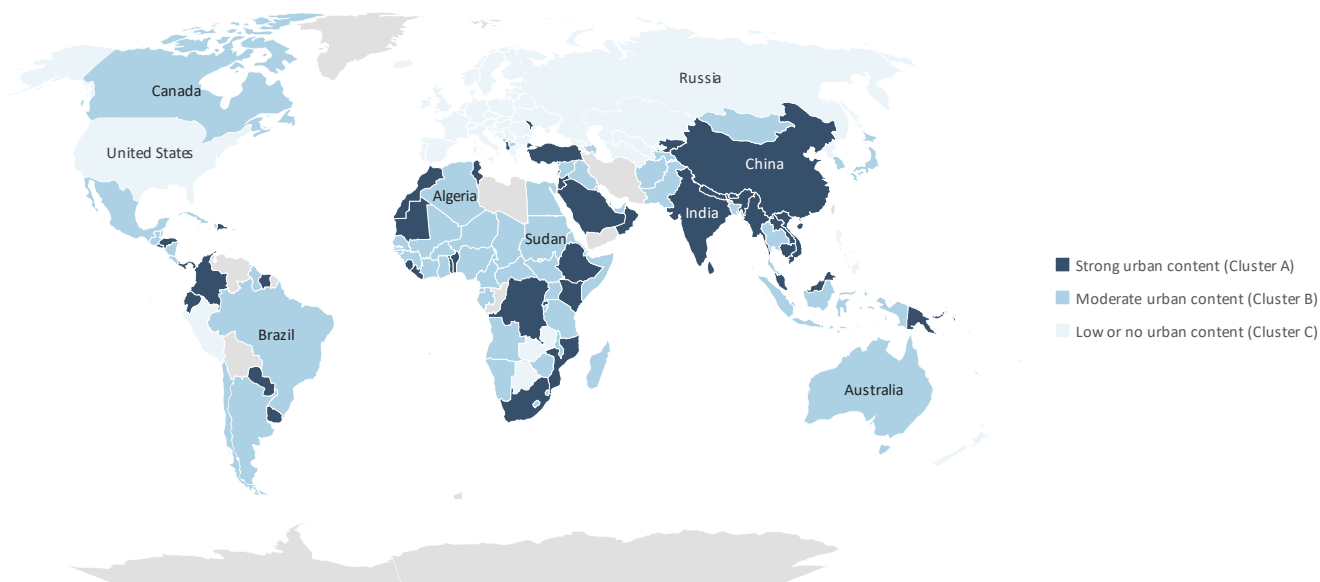 Russia
Canada
United States
China
Algeria
India
Sudan
Brazil
Australia
Strong urban content (Cluster A)
Moderate urban content (Cluster B)
Low or no urban content (Cluster C)